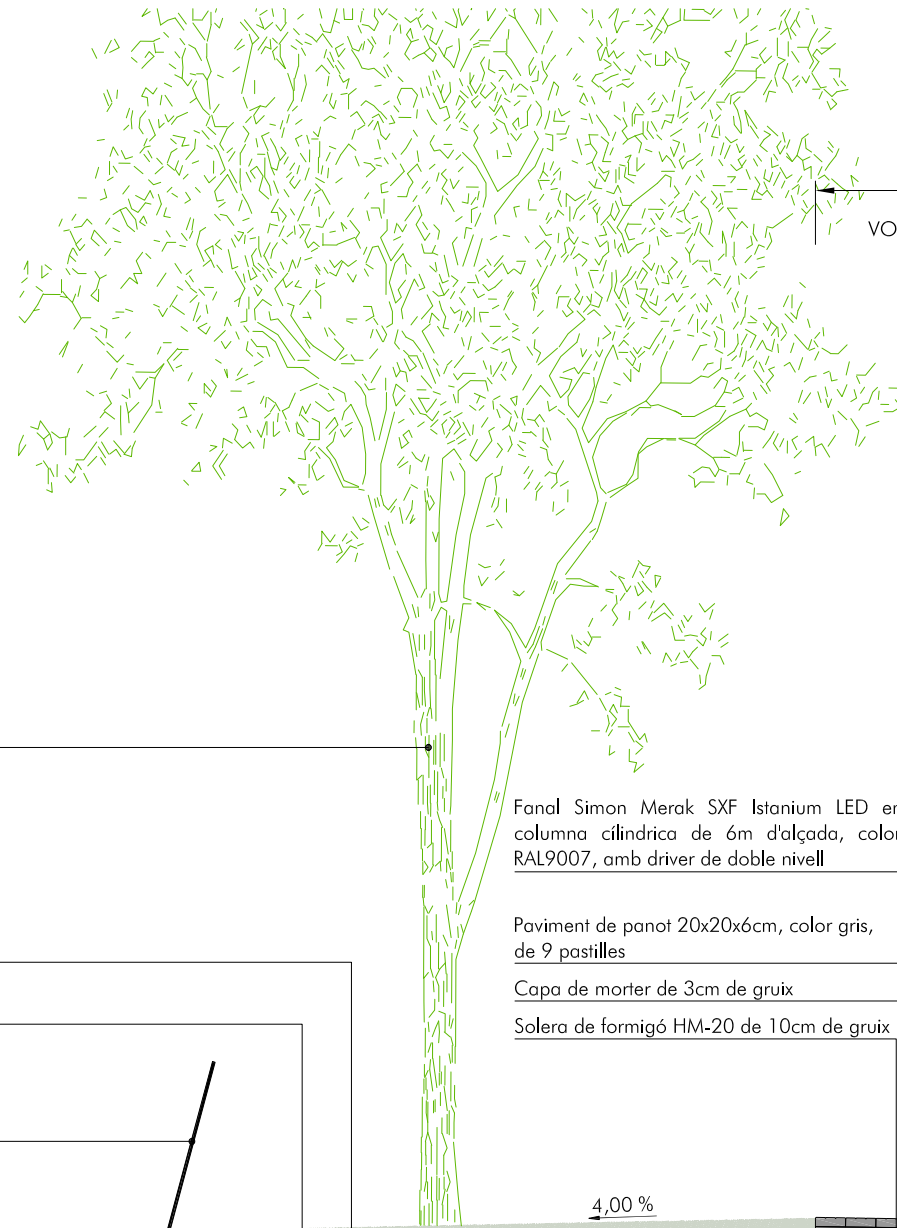 VO
Fanal Simon Merak SXF Istanium LED en
columna cílindrica de 6m d'alçada, color
RAL9007, amb driver de doble nivell
Paviment de panot 20x20x6cm, color gris,
de 9 pastilles
Capa de morter de 3cm de gruix
Solera de formigó HM-20 de 10cm de gruix
4,00 %